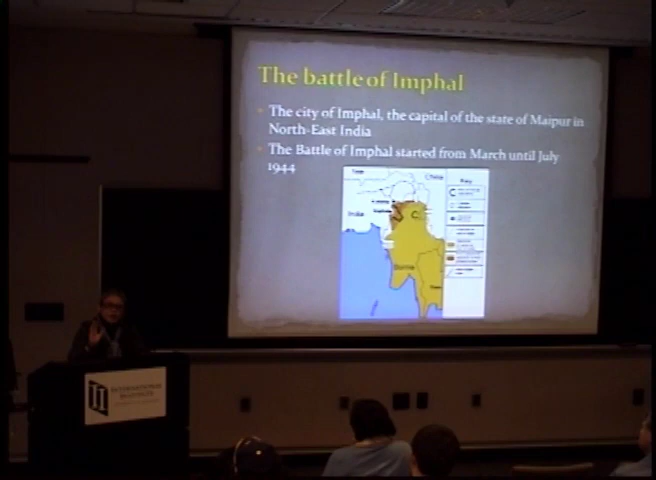 The battle of Imphal
The city of Imphal, the capital of the state of Maipur in
North-East India
The Battle of Imphal started from March until July
1944
China
Key
India
Burma
INTERNATIONAL
INSTITUTE